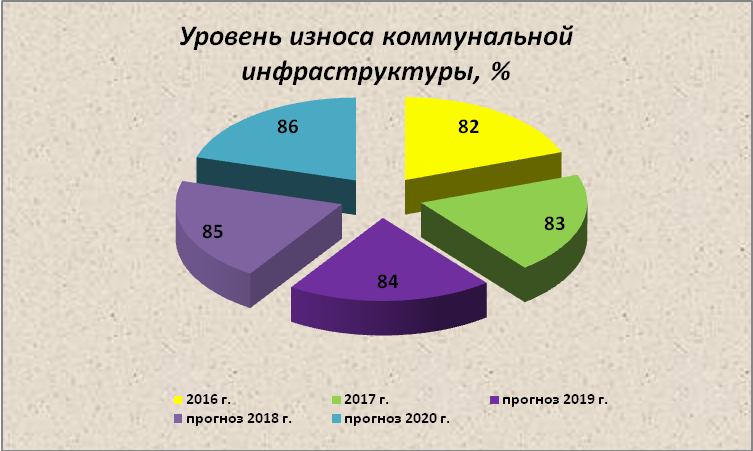 Уровень износа коммунальной
инфраструктуры, %
86
82
85
83
84
2016 г.
2017 г.
прогноз 2019 г.
прогноз 2018 г.
прогноз 2020 г.